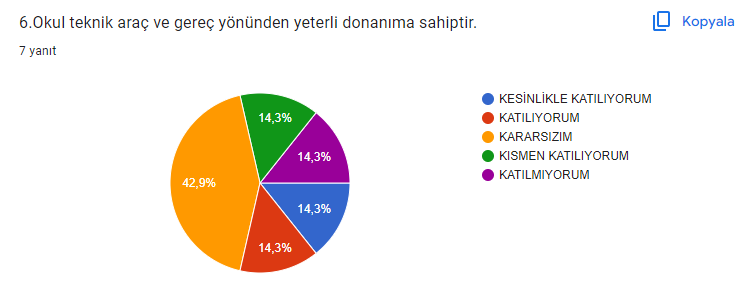 6.Okul teknik araç ve gereç yönünden yeterli donanıma sahiptir.
Kopyala
7 yanıt
KESİNLİKLE KATILIYORUM
KATILIYORUM
KARARSIZIM
KISMEN KATILIYORUM
KATILMIYORUM
14,3%
14,3%
42,9%
14,3%
14,3%